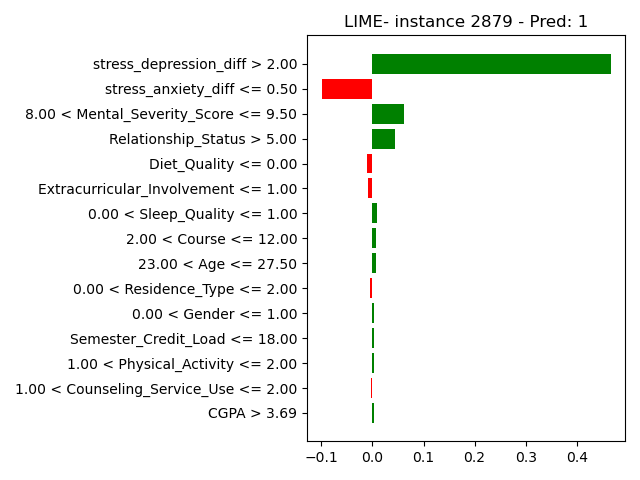 LIME- instance 2879 - Pred: 1
stress_depression_diff > 2.00
stress_anxiety_diff <= 0.50
8.00 < Mental_Severity_Score <= 9.50
Relationship_Status > 5.00
Diet_Quality <= 0.00
Extracurricular_Involvement <= 1.00
0.00 < Sleep_Quality <= 1.00
2.00 < Course <= 12.00
23.00 < Age <= 27.50
0.00 < Residence_Type <= 2.00
0.00 < Gender <= 1.00
Semester_Credit_Load <= 18.00
1.00 < Physical_Activity <= 2.00
1.00 < Counseling_Service_Use <= 2.00
CGPA > 3.69
−0.1 0.0 0.1 0.2 0.3 0.4